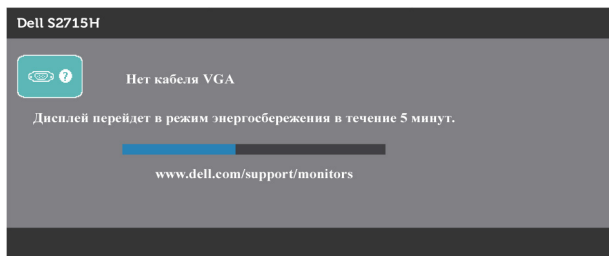 Dell S2715H
?
Нет кабеля VGA
Дисплей перейдет в режим энергосбережения в течение 5 минут.
www.dell.com/support/monitors